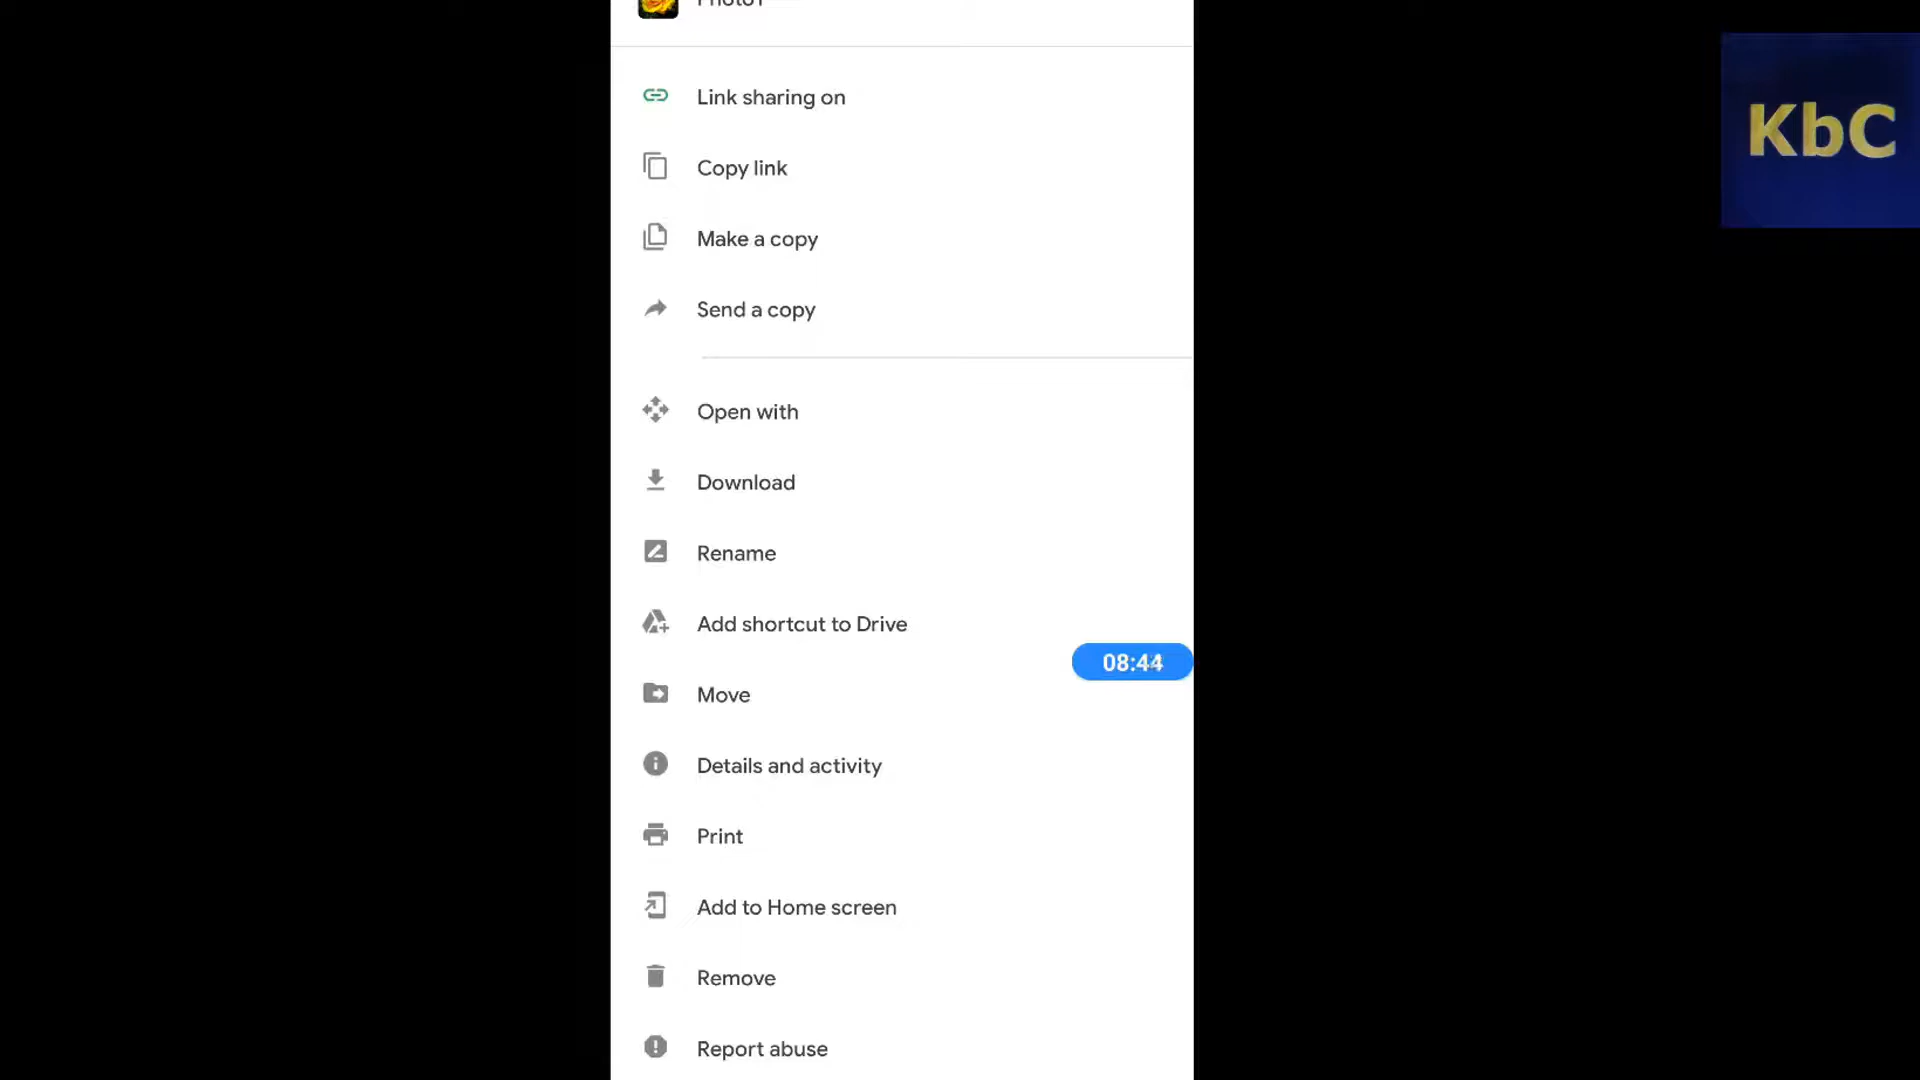 Photo1
Link sharing on
KbC
Copy link
Make a copy
Send a copy
Open with
Download
Rename
Add shortcut to Drive
08:44
Move
Details and activity
Print
Add to Home screen
Remove
Report abuse